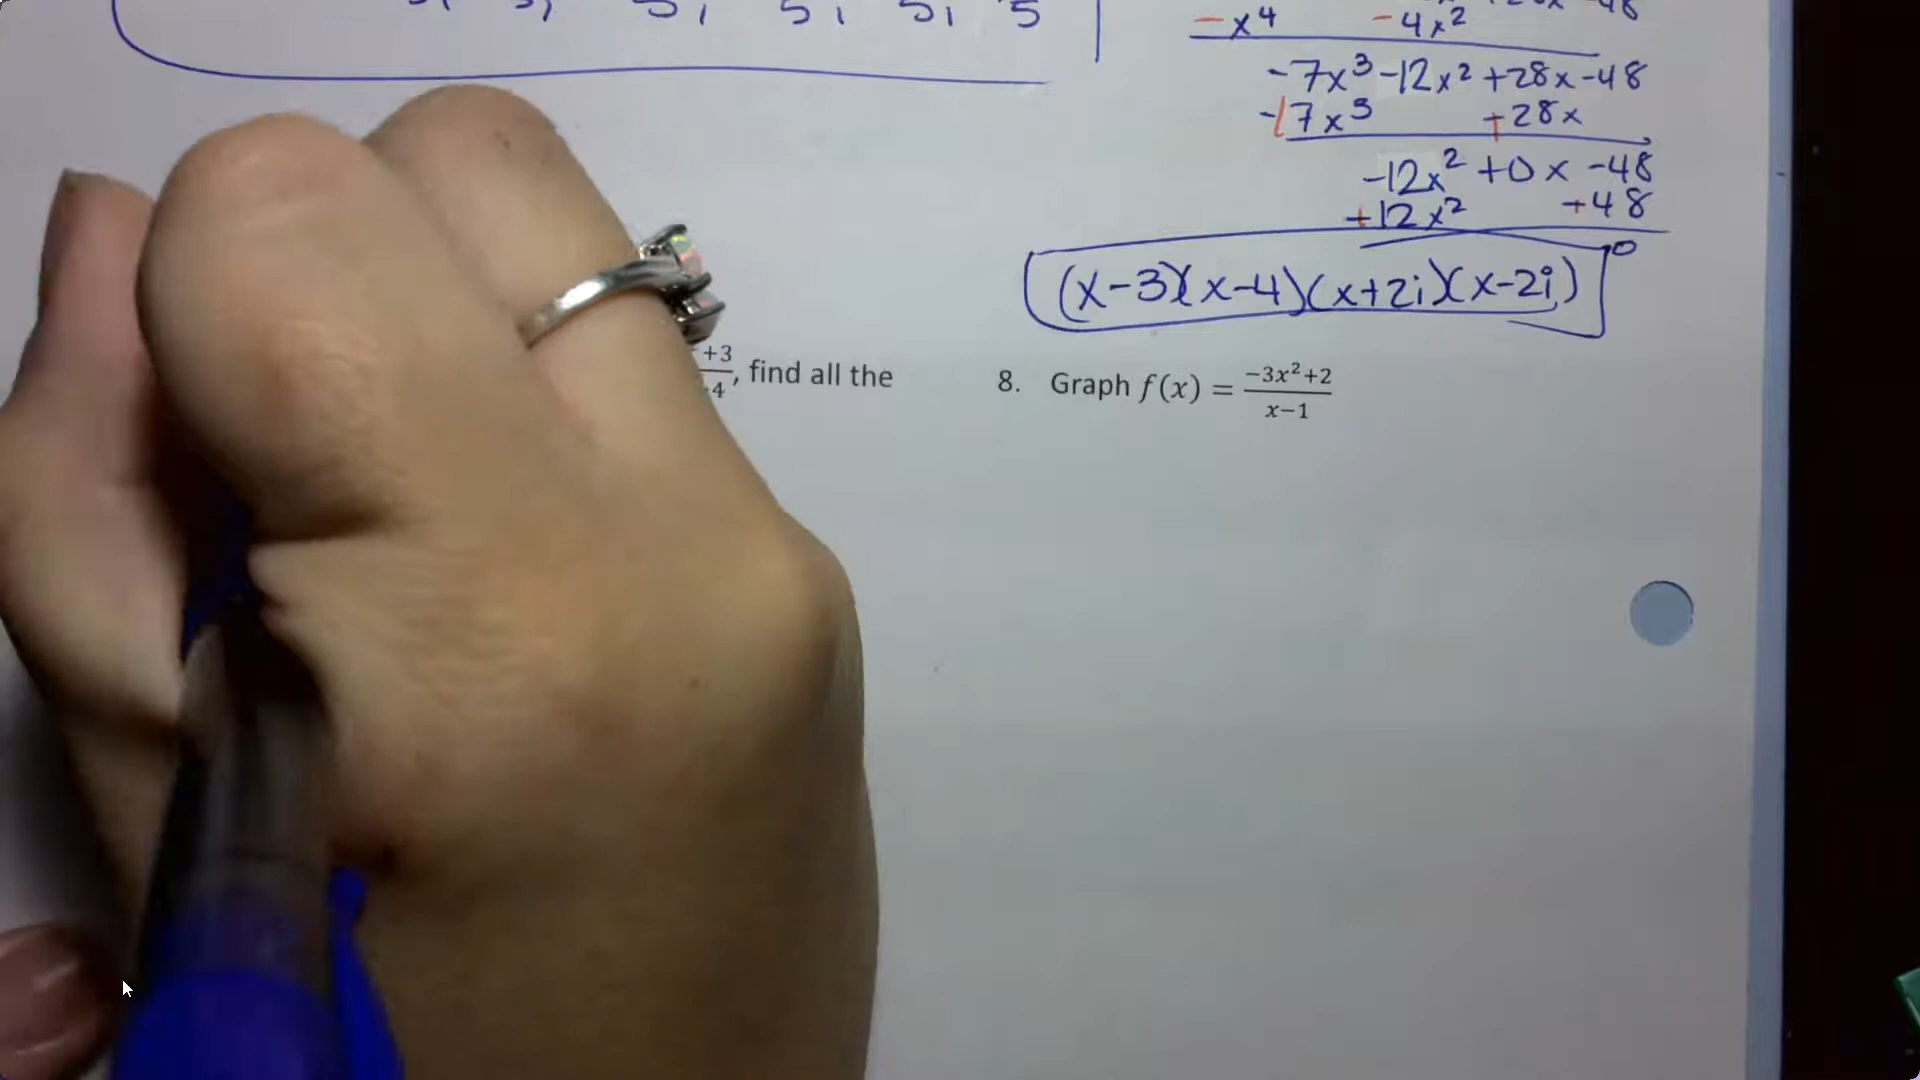 5
-x⁴ -4x²
-7x³-12x²+28x-48
-7x³ +28x
-12x²+0x-48
+12x² +48
0
(x-3)(x-4)(x+2i)(x-2i)
+3/4, find all the
8. Graph f(x) = (-3x²+2)/(x-1)